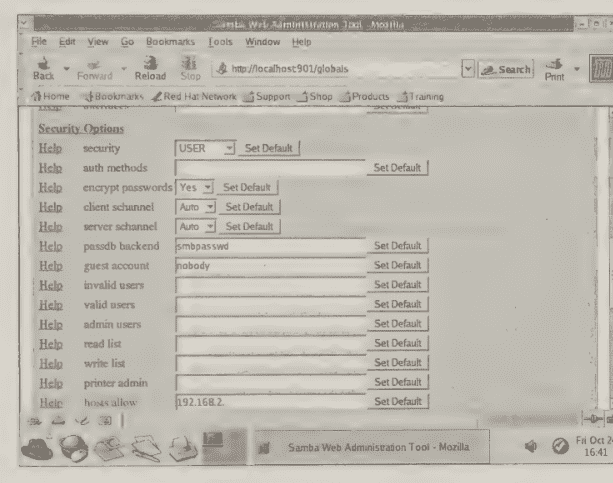 Samba Web Administration Tool - Mozilla
File Edit View Go Bookmarks Tools Window Help
Back Forward Reload Stop http://localhost:901/globals Search Print
Home Bookmarks Red Hat Network Support Shop Products Training
Security Options
Help security USER Set Default
Help auth methods Set Default
Help encrypt passwords Yes Set Default
Help client schannel Auto Set Default
Help server schannel Auto Set Default
Help passdb backend smbpasswd Set Default
Help guest account nobody Set Default
Help invalid users Set Default
Help valid users Set Default
Help admin users Set Default
Help read list Set Default
Help write list Set Default
Help printer admin Set Default
Help hosts allow 192.168.2. Set Default
Samba Web Administration Tool - Mozilla Fri Oct
16:41